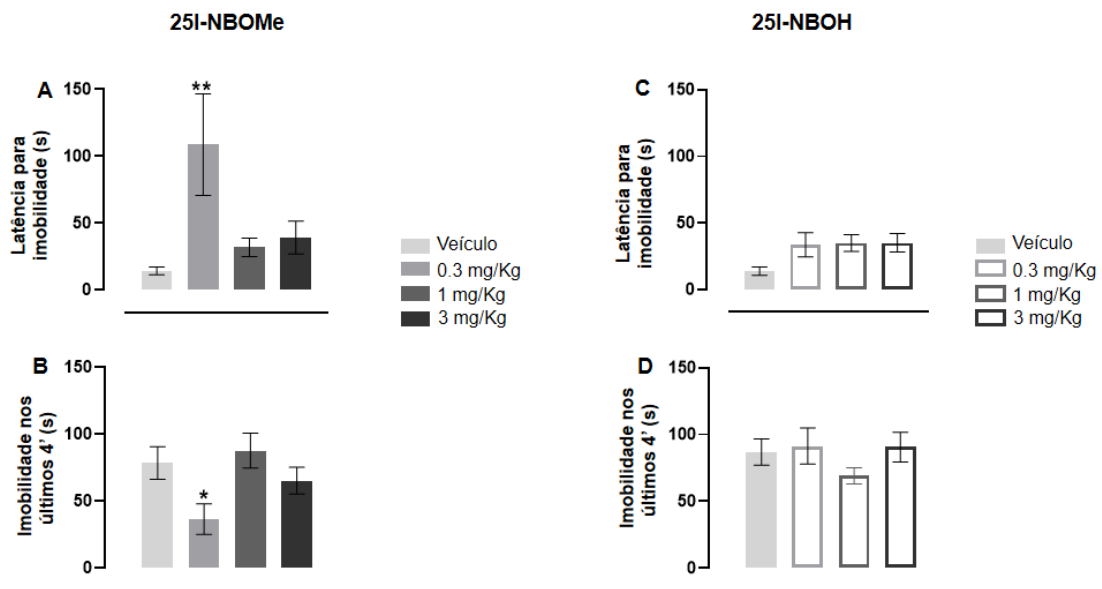 25I-NBOMe
25I-NBOH
A
Latência para
imobilidade (s)
150
100
50
0
**
Veículo
0.3 mg/Kg
1 mg/Kg
3 mg/Kg
C
Latência para
imobilidade (s)
150
100
50
0
Veículo
0.3 mg/Kg
1 mg/Kg
3 mg/Kg
B
Imobilidade nos
últimos 4' (s)
150
100
50
0
*
D
Imobilidade nos
últimos 4' (s)
150
100
50
0